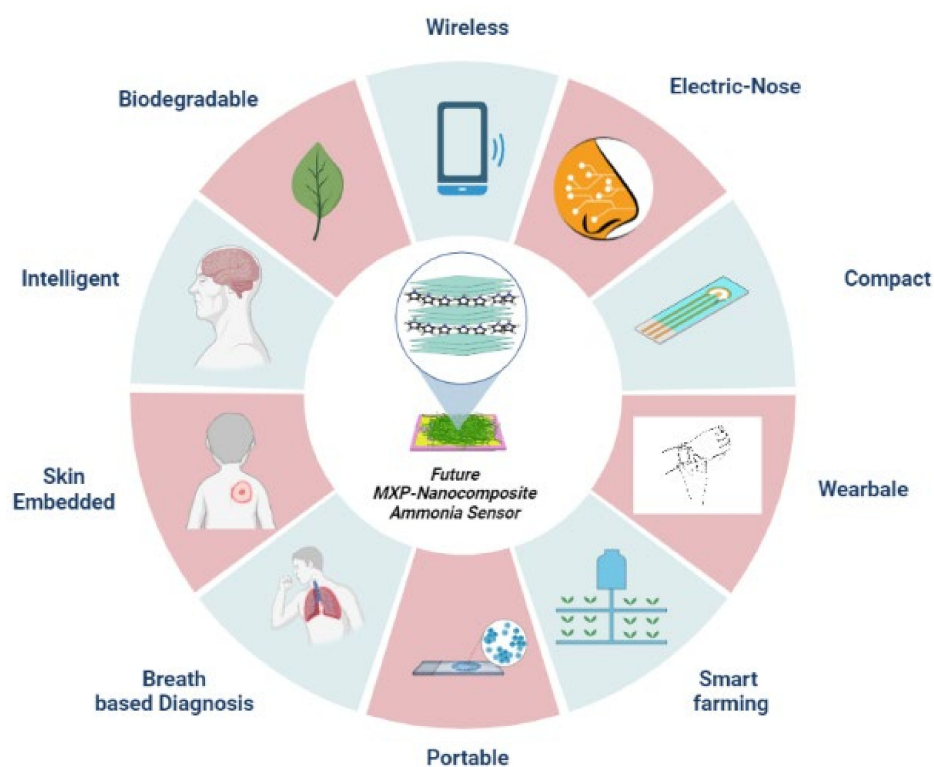 Wireless
Electric-Nose
Biodegradable
Intelligent
Compact
Future
MXP-Nanocomposite
Ammonia Sensor
Skin
Embedded
Wearbale
Breath
based Diagnosis
Smart
farming
Portable